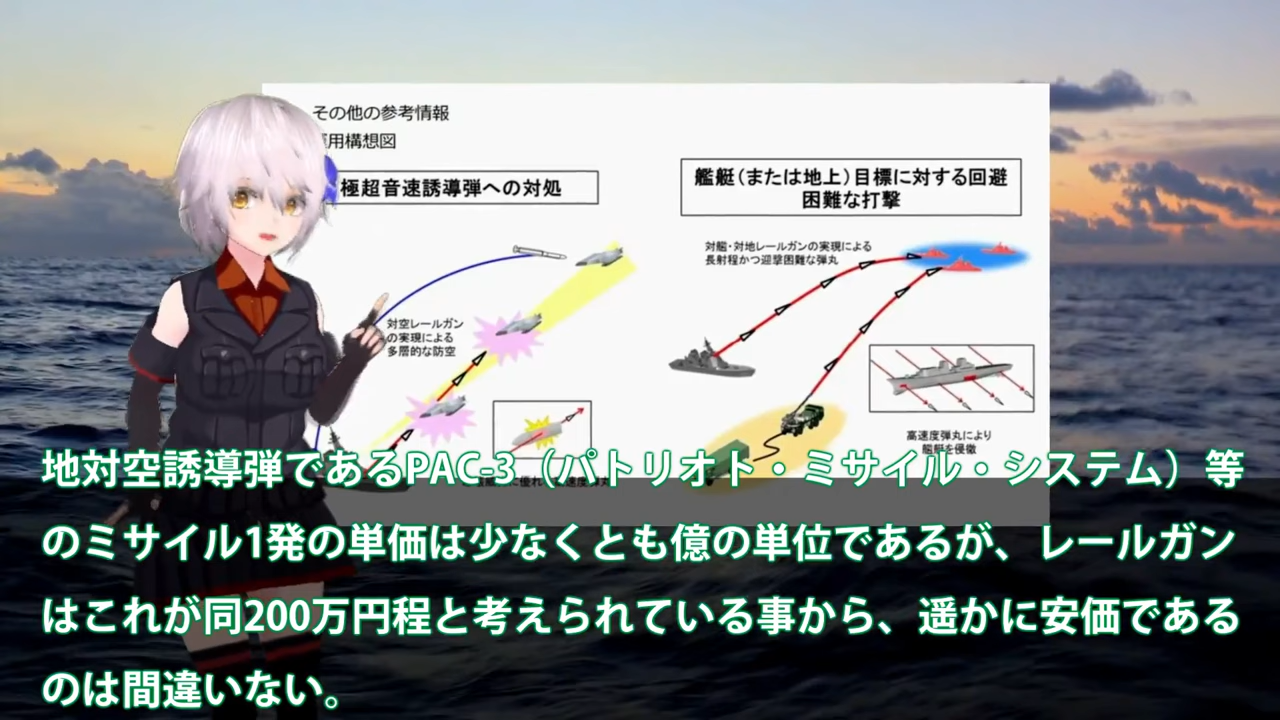 その他の参考情報
用構想図
極超音速誘導弾への対処
艦艇(または地上)目標に対する回避
困難な打撃
対艦・対地レールガンの実現による
長射程かつ迎撃困難な弾丸
対空レールガン
の実現による
多層的な防空
高速度弾丸により
艦艇を侵徹
地対空誘導弾であるPAC-3(パトリオト・ミサイル・システム)等
のミサイル1発の単価は少なくとも億の単位であるが、レールガン
はこれが同200万円程と考えられている事から、遥かに安価である
のは間違いない。